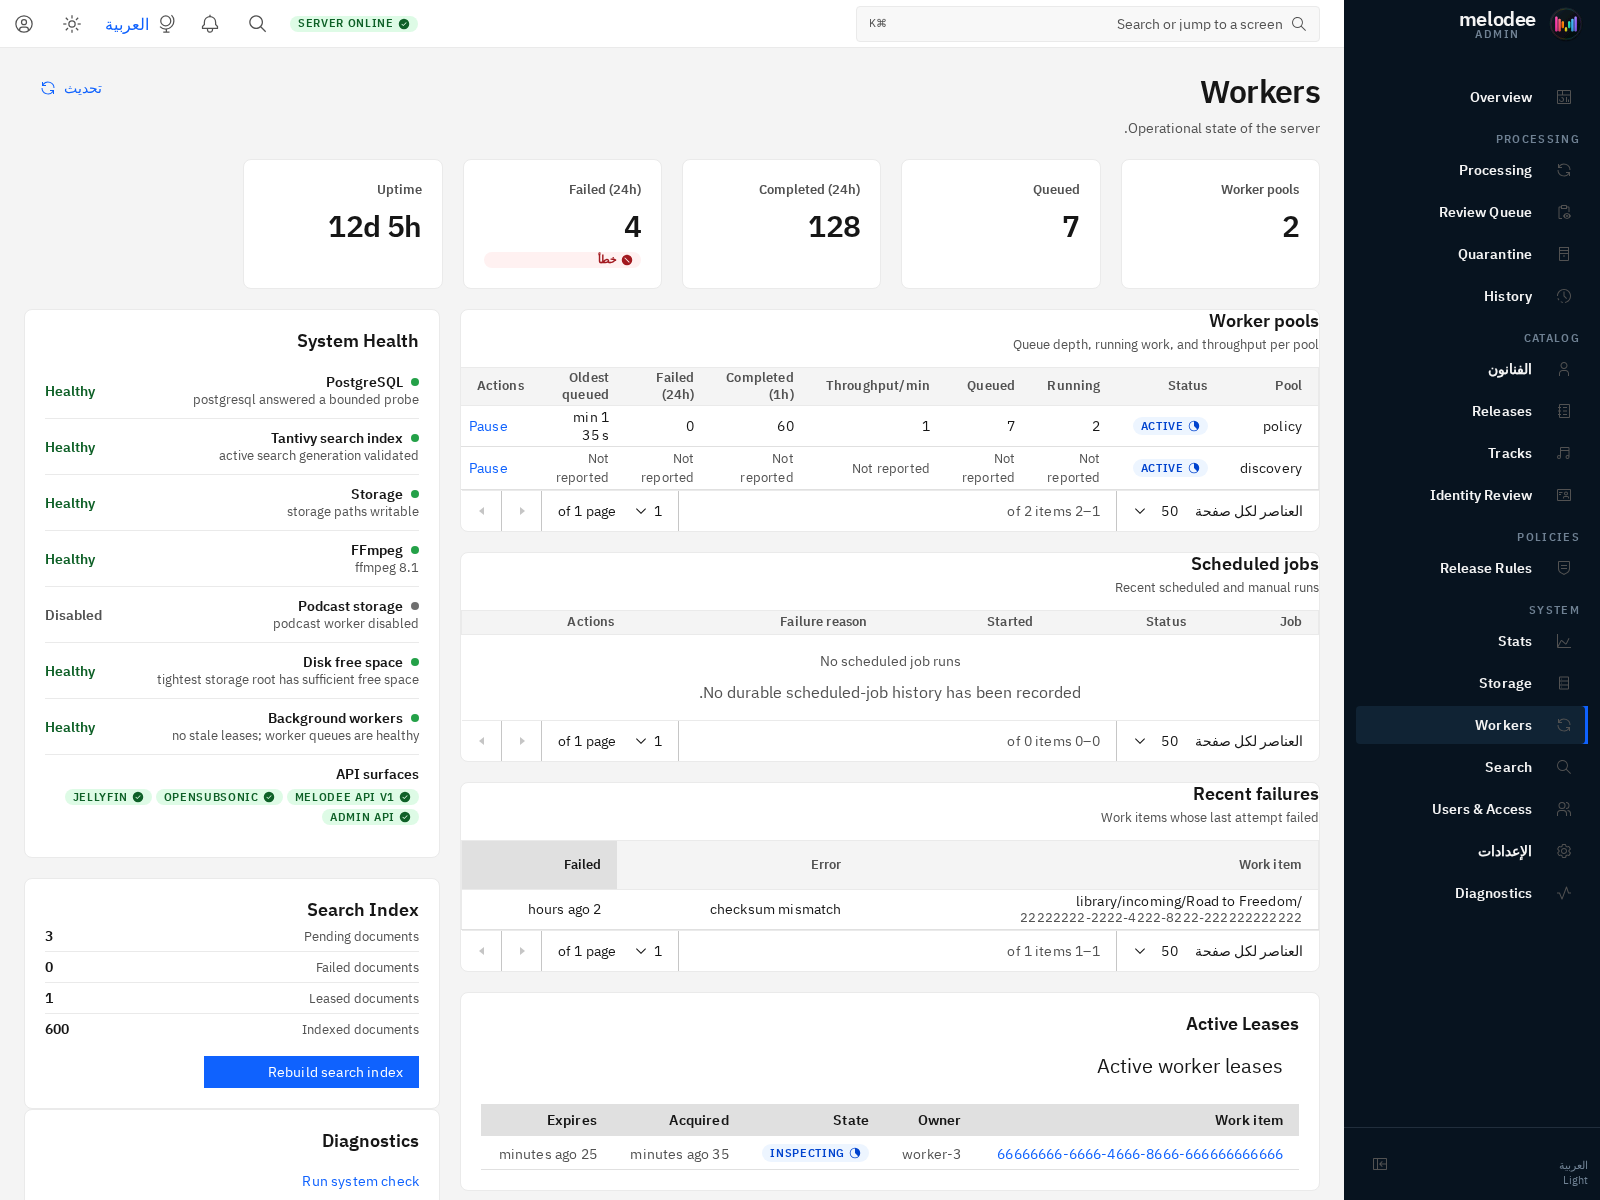 melodee
ADMIN
Overview
PROCESSING
Processing
Review Queue
Quarantine
History
CATALOG
الفنانون
Releases
Tracks
Identity Review
POLICIES
Release Rules
SYSTEM
Stats
Storage
Workers
Search
Users & Access
الإعدادات
Diagnostics
العربية
Light
Search or jump to a screen
K⌘
SERVER ONLINE
العربية
Workers
Operational state of the server.
تحديث
Worker pools
2
Queued
7
Completed (24h)
128
Failed (24h)
4
خطأ
Uptime
12d 5h
Worker pools
Queue depth, running work, and throughput per pool
Pool Status Running Queued Throughput/min Completed (1h) Failed (24h) Oldest queued Actions
policy ACTIVE 2 7 1 60 0 1 min 35 s Pause
discovery ACTIVE Not reported Not reported Not reported Not reported Not reported Not reported Pause
العناصر لكل صفحة 50 1–2 of 2 items 1 of 1 page
Scheduled jobs
Recent scheduled and manual runs
Job Status Started Failure reason Actions
No scheduled job runs
No durable scheduled-job history has been recorded.
العناصر لكل صفحة 50 0–0 of 0 items 1 of 1 page
Recent failures
Work items whose last attempt failed
Work item Error Failed
/library/incoming/Road to Freedom checksum mismatch 2 hours ago
22222222-2222-4222-8222-222222222222
العناصر لكل صفحة 50 1–1 of 1 items 1 of 1 page
Active Leases
Active worker leases
Work item Owner State Acquired Expires
66666666-6666-4666-8666-666666666666 worker-3 INSPECTING 35 minutes ago 25 minutes ago
System Health
PostgreSQL
postgresql answered a bounded probe
Healthy
Tantivy search index
active search generation validated
Healthy
Storage
storage paths writable
Healthy
FFmpeg
ffmpeg 8.1
Healthy
Podcast storage
podcast worker disabled
Disabled
Disk free space
tightest storage root has sufficient free space
Healthy
Background workers
no stale leases; worker queues are healthy
Healthy
API surfaces
MELODEE API V1 OPENSUBSONIC JELLYFIN
ADMIN API
Search Index
Pending documents 3
Failed documents 0
Leased documents 1
Indexed documents 600
Rebuild search index
Diagnostics
Run system check